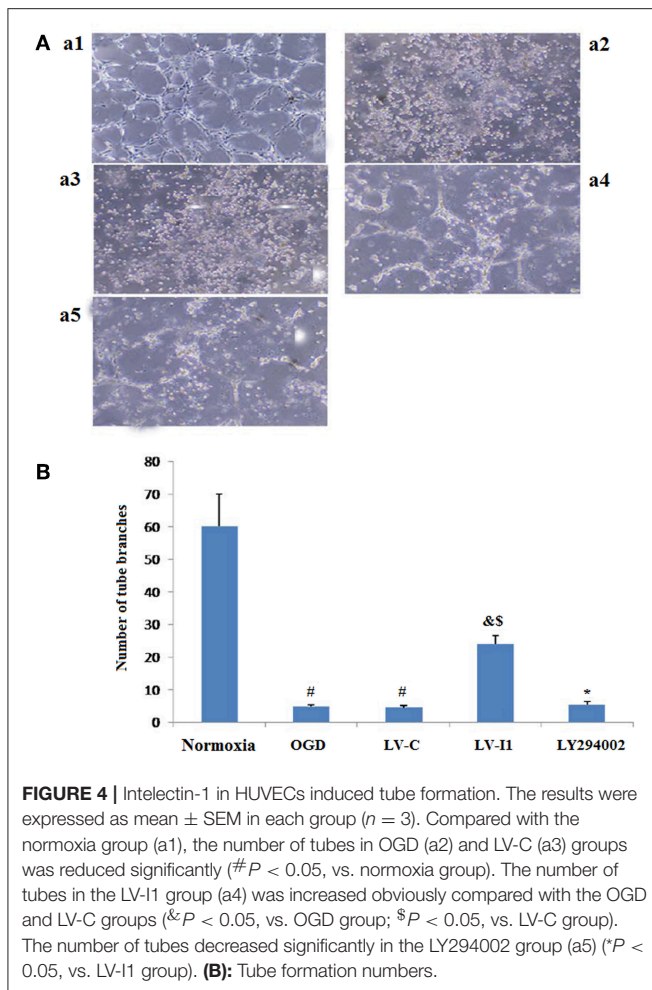 A
a1
a2
a3
a4
a5
B
80
70
60
50
40
30
20
10
0
Number of tube branches
#
#
&$
*
Normoxia OGD LV-C LV-I1 LY294002
FIGURE 4 | Intelectin-1 in HUVECs induced tube formation. The results were
expressed as mean ± SEM in each group (n = 3). Compared with the
normoxia group (a1), the number of tubes in OGD (a2) and LV-C (a3) groups
was reduced significantly (#P < 0.05, vs. normoxia group). The number of
tubes in the LV-I1 group (a4) was increased obviously compared with the OGD
and LV-C groups (&P < 0.05, vs. OGD group; $P < 0.05, vs. LV-C group).
The number of tubes decreased significantly in the LY294002 group (a5) (*P <
0.05, vs. LV-I1 group). (B): Tube formation numbers.